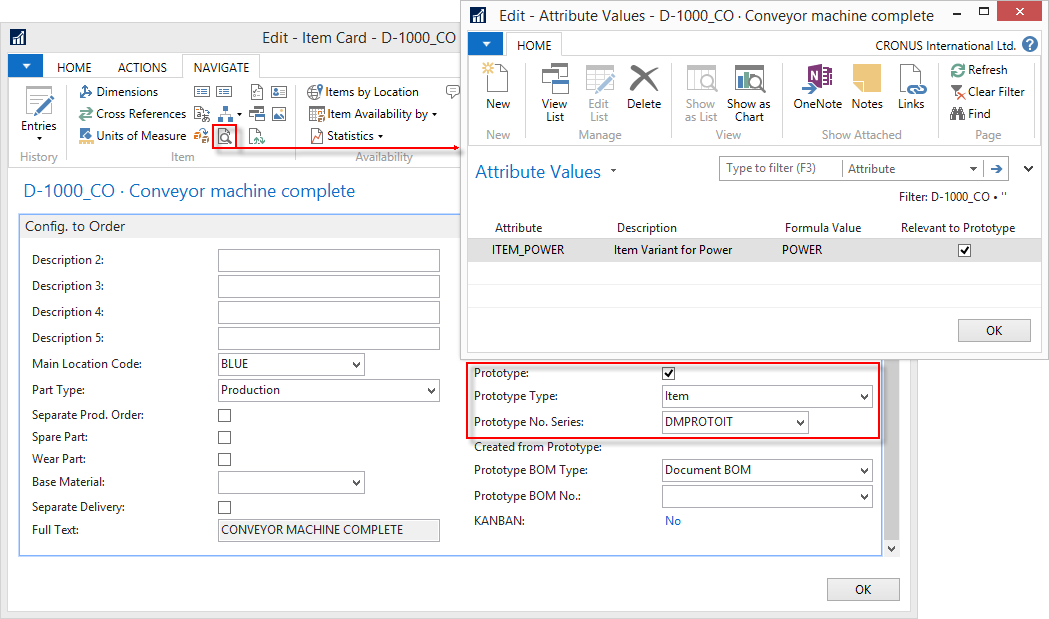 Edit - Item Card - D-1000_CO
HOME
ACTIONS
NAVIGATE
Entries
History
Dimensions
Cross References
Units of Measure
Item
Items by Location
Item Availability by
Statistics
Availability
D-1000_CO · Conveyor machine complete
Config. to Order
Description 2:
Description 3:
Description 4:
Description 5:
Main Location Code: BLUE
Part Type: Production
Separate Prod. Order:
Spare Part:
Wear Part:
Base Material:
Separate Delivery:
Full Text: CONVEYOR MACHINE COMPLETE
Prototype:
Prototype Type: Item
Prototype No. Series: DMPROTOIT
Created from Prototype:
Prototype BOM Type: Document BOM
Prototype BOM No.:
KANBAN: No
OK
Edit - Attribute Values - D-1000_CO · Conveyor machine complete
HOME
CRONUS International Ltd.
?
New
New
View List
Edit List
Delete
Manage
Show as List
Show as Chart
View
OneNote
Notes
Links
Show Attached
Refresh
Clear Filter
Find
Page
Attribute Values
Type to filter (F3)
Attribute
Filter: D-1000_CO • ''
Attribute Description Formula Value Relevant to Prototype
ITEM_POWER Item Variant for Power POWER
OK